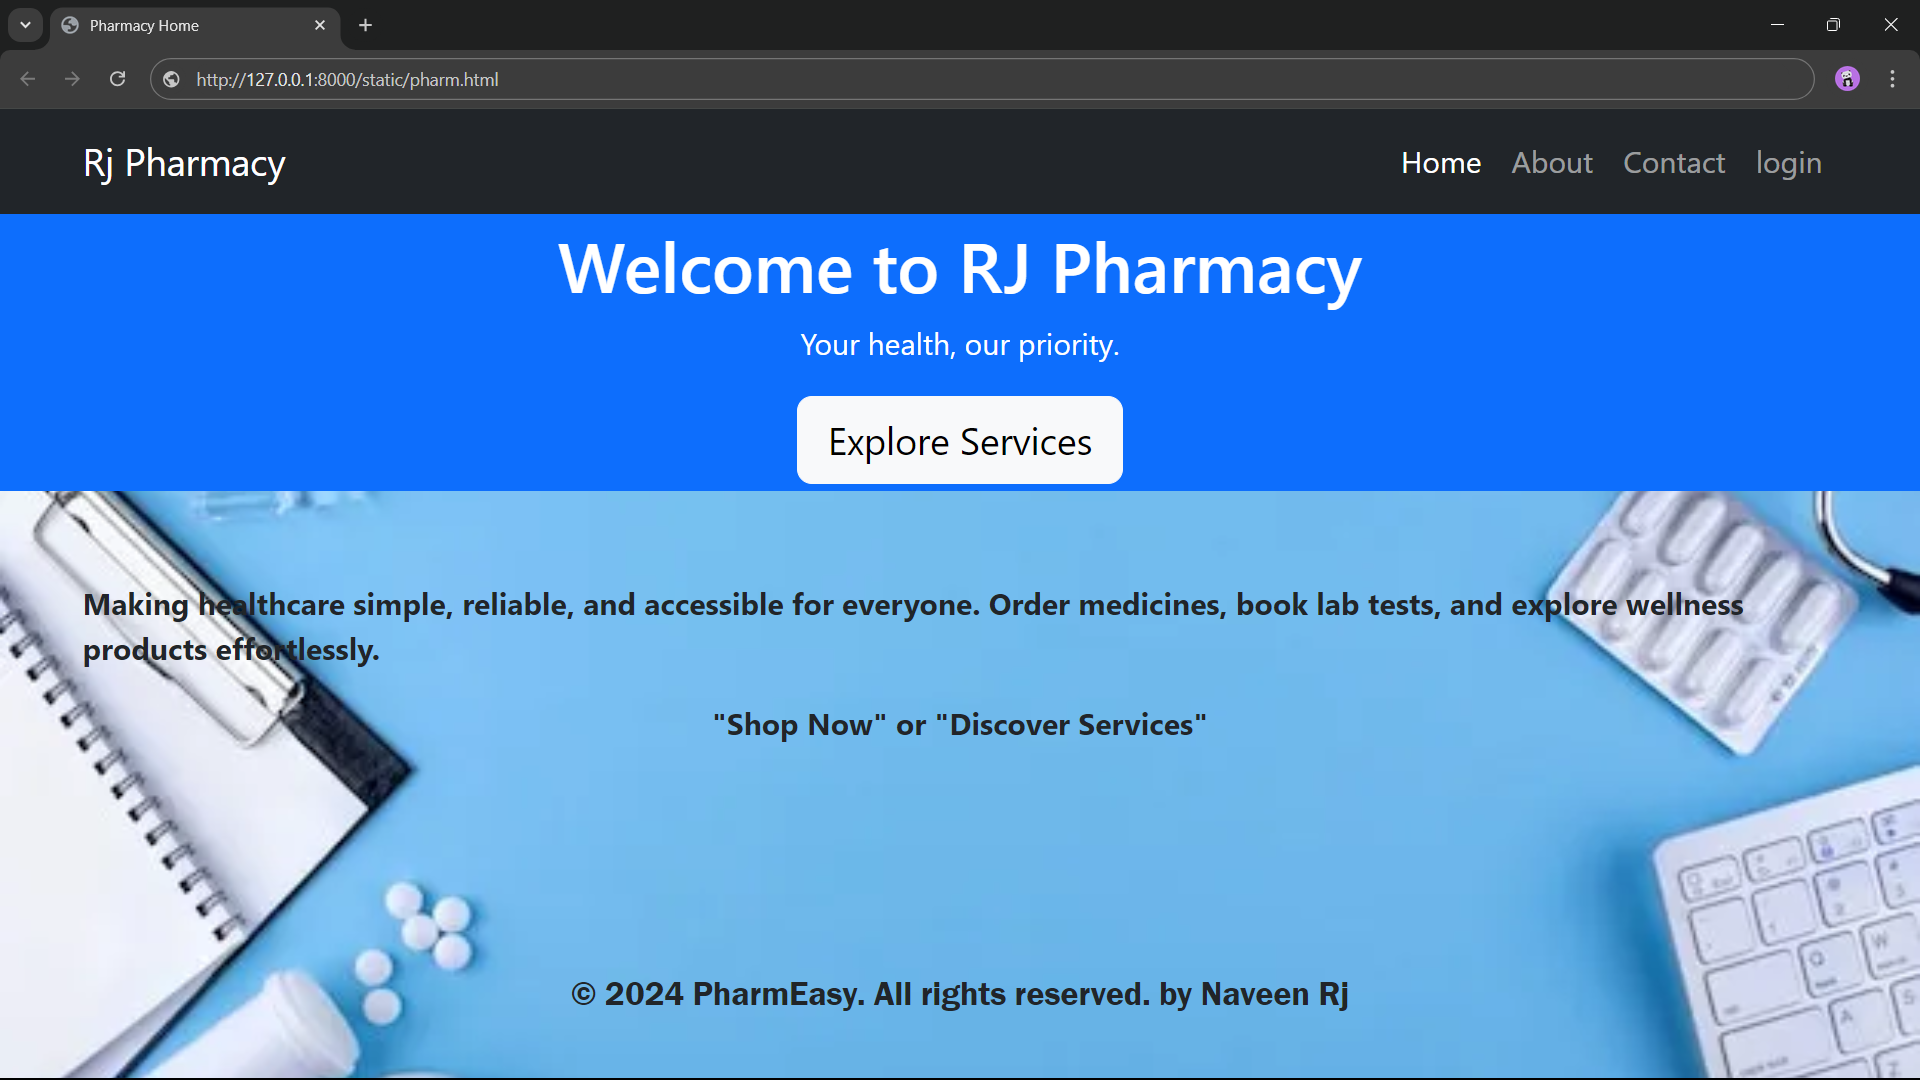 Pharmacy Home
http://127.0.0.1:8000/static/pharm.html
Rj Pharmacy
Home About Contact login
Welcome to RJ Pharmacy
Your health, our priority.
Explore Services
Making healthcare simple, reliable, and accessible for everyone. Order medicines, book lab tests, and explore wellness
products effortlessly.
"Shop Now" or "Discover Services"
© 2024 PharmEasy. All rights reserved. by Naveen Rj